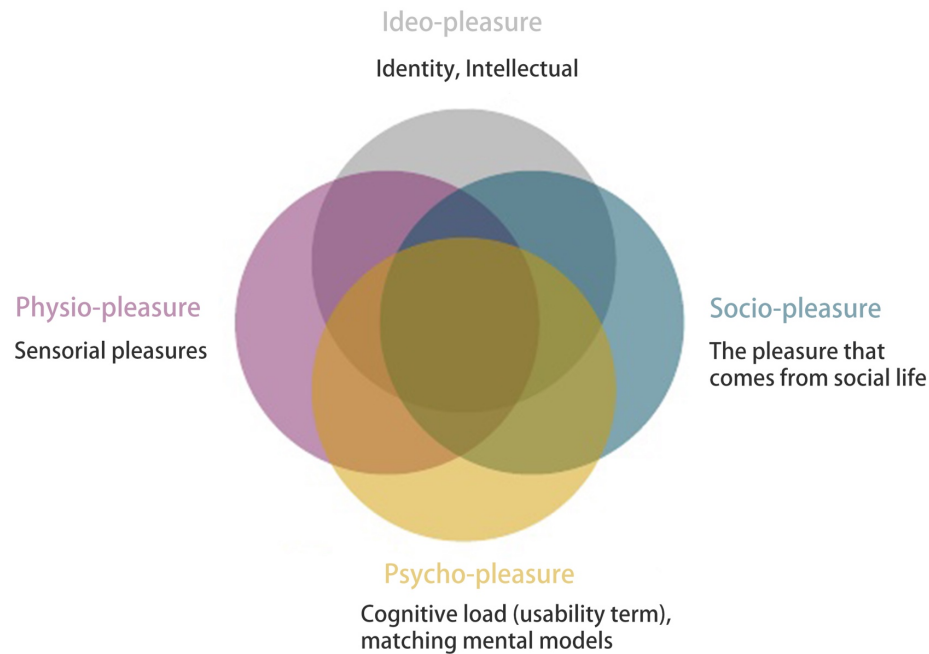 Ideo-pleasure
Identity, Intellectual
Physio-pleasure
Sensorial pleasures
Socio-pleasure
The pleasure that
comes from social life
Psycho-pleasure
Cognitive load (usability term),
matching mental models